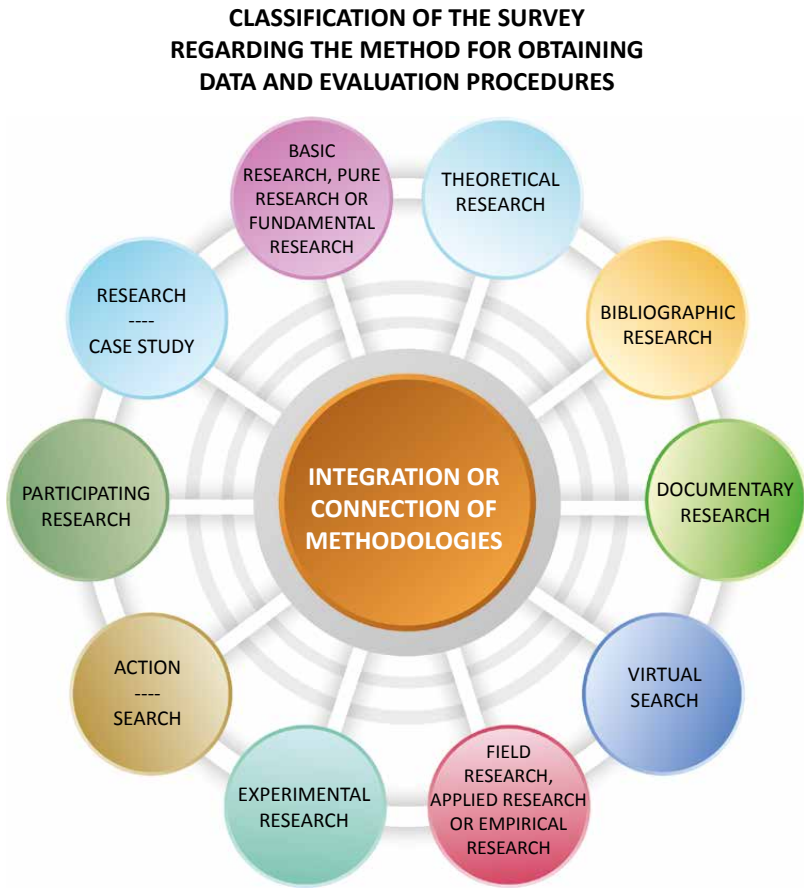 CLASSIFICATION OF THE SURVEY
REGARDING THE METHOD FOR OBTAINING
DATA AND EVALUATION PROCEDURES
BASIC
RESEARCH, PURE
RESEARCH OR
FUNDAMENTAL
RESEARCH
THEORETICAL
RESEARCH
BIBLIOGRAPHIC
RESEARCH
DOCUMENTARY
RESEARCH
VIRTUAL
SEARCH
FIELD
RESEARCH,
APPLIED RESEARCH
OR EMPIRICAL
RESEARCH
EXPERIMENTAL
RESEARCH
ACTION
----
SEARCH
PARTICIPATING
RESEARCH
RESEARCH
----
CASE STUDY
INTEGRATION OR
CONNECTION OF
METHODOLOGIES